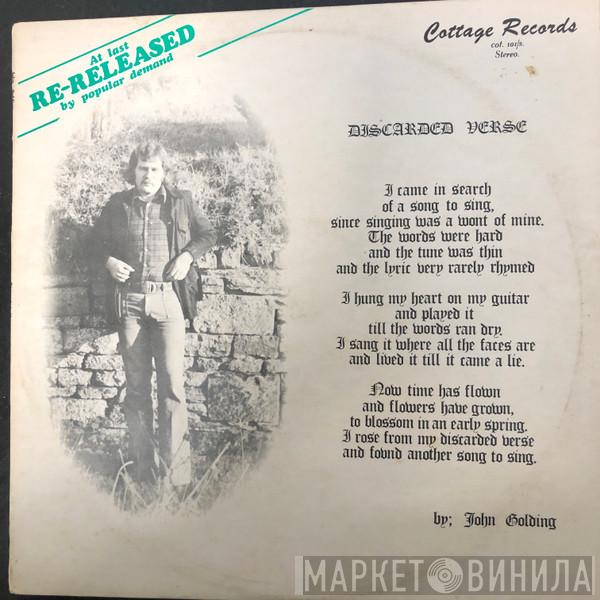 At last
RE-RELEASED
by popular demand
Cottage Records
cot. 101/s.
Stereo.
DISCARDED VERSE
I came in search
of a song to sing,
since singing was a wont of mine.
The words were hard
and the tune was thin
and the lyric very rarely rhymed
I hung my heart on my guitar
and played it
till the words ran dry.
I sang it where all the faces are
and lived it till it came a lie.
Now time has flown
and flowers have grown,
to blossom in an early spring.
I rose from my discarded verse
and fovnd another song to sing.
by; John Golding
МАРКЕТ ВИНИЛА